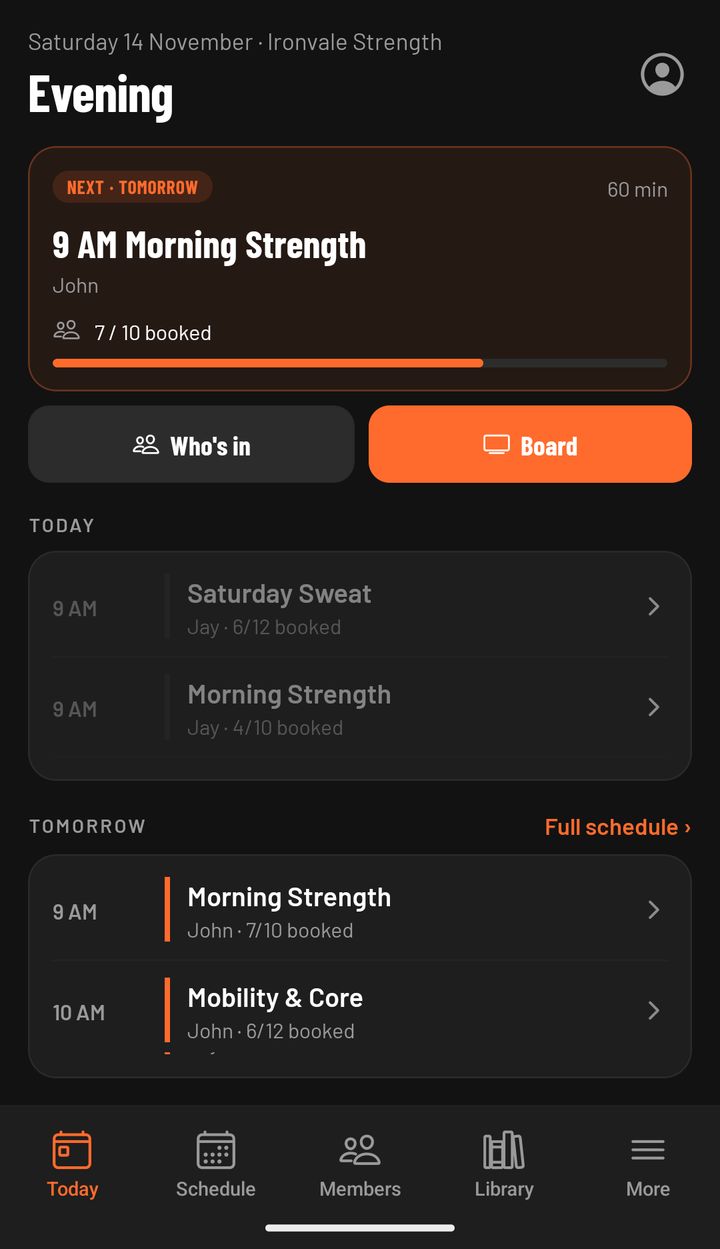 Saturday 14 November · Ironvale Strength
Evening
NEXT · TOMORROW
60 min
9 AM Morning Strength
John
7 / 10 booked
Who's in
Board
TODAY
9 AM
Saturday Sweat
Jay · 6/12 booked
9 AM
Morning Strength
Jay · 4/10 booked
TOMORROW
Full schedule ›
9 AM
Morning Strength
John · 7/10 booked
10 AM
Mobility & Core
John · 6/12 booked
Today
Schedule
Members
Library
More